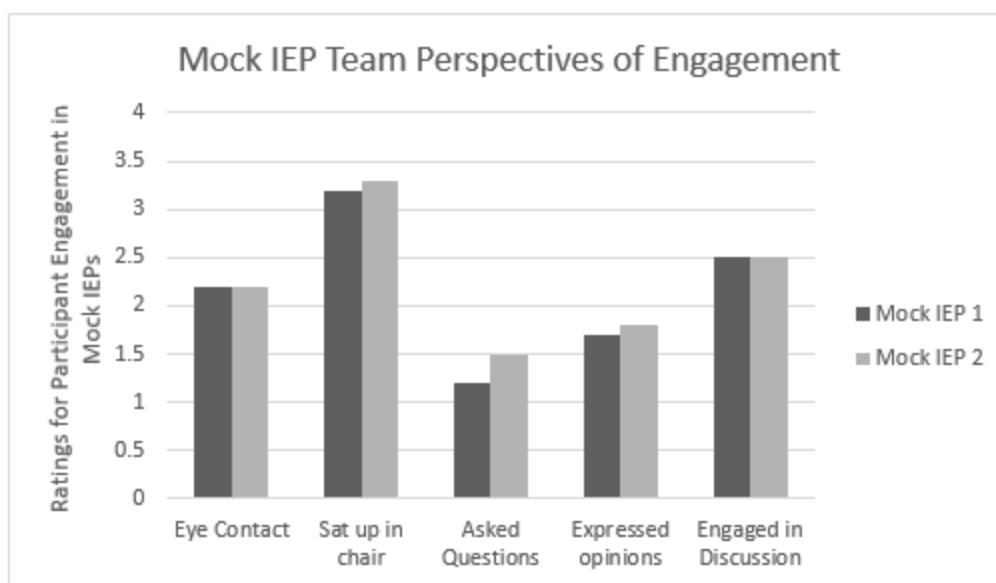 Mock IEP Team Perspectives of Engagement
Ratings for Participant Engagement in
Mock IEPs
4
3.5
3
2.5
2
1.5
1
0.5
0
Eye Contact
Sat up in
chair
Asked
Questions
Expressed
opinions
Engaged in
Discussion
Mock IEP 1
Mock IEP 2